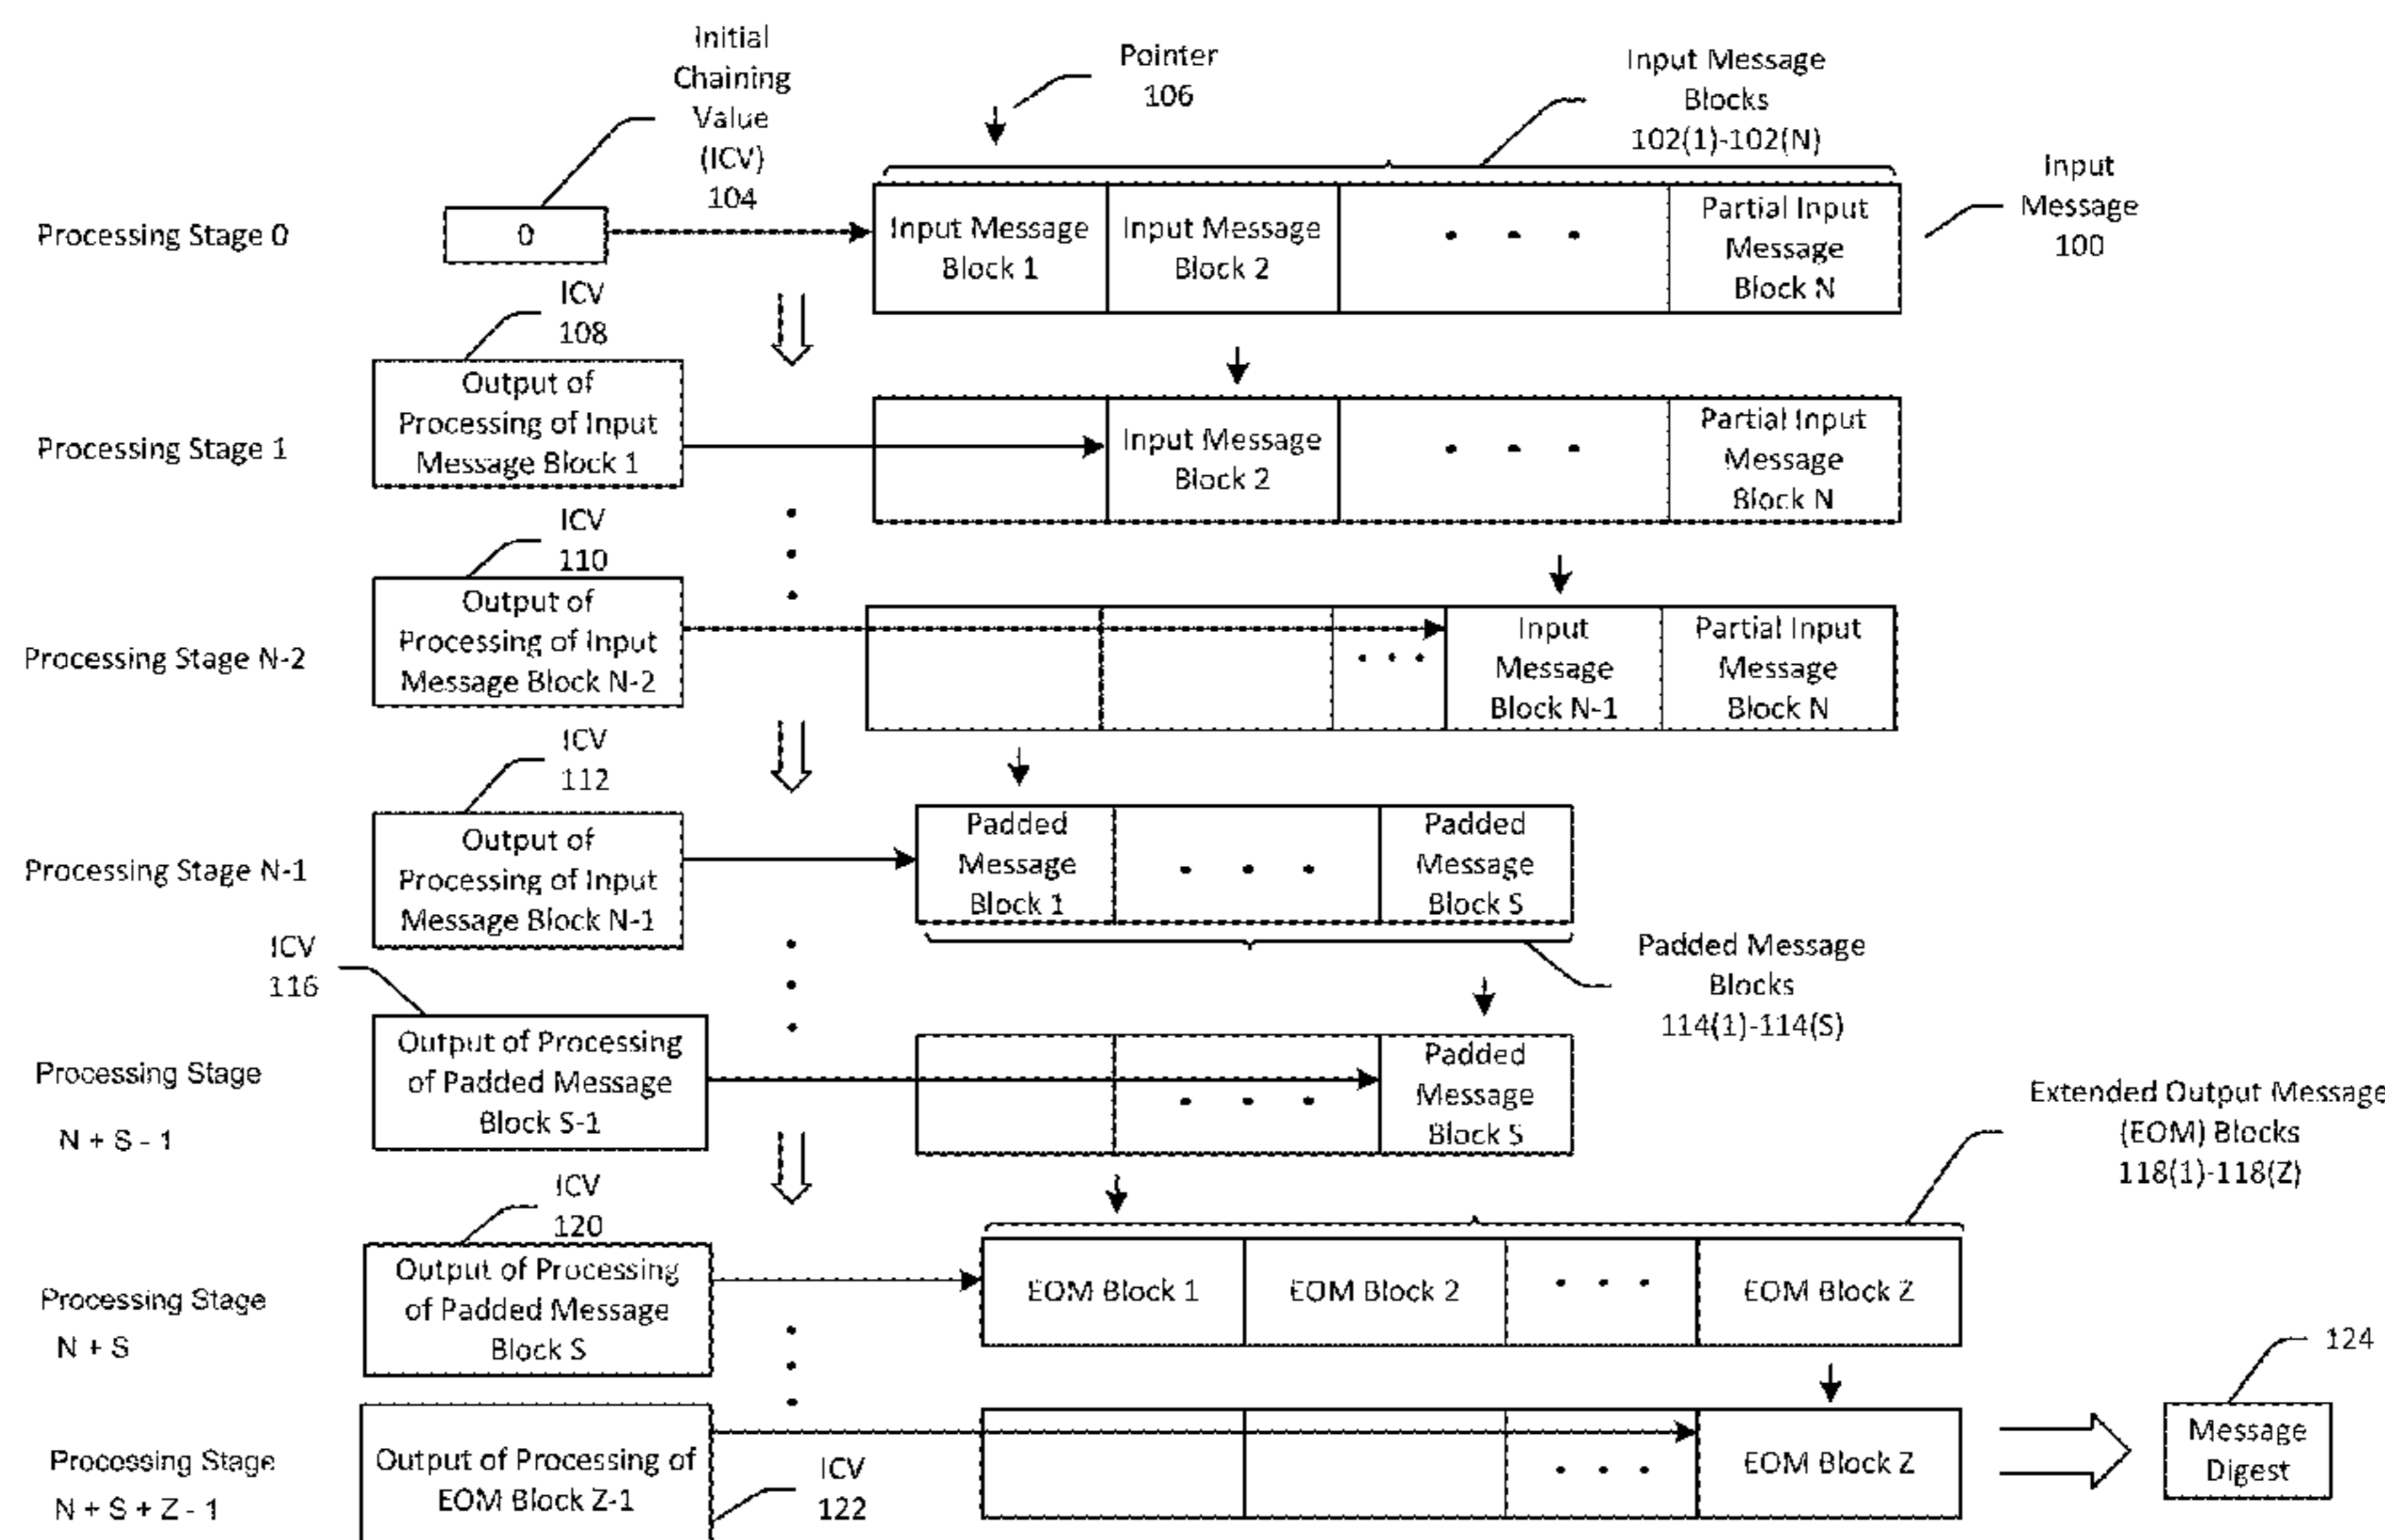 Initial
Chaining
Value
(ICV)
104
Pointer
106
Input Message
Blocks
102(1)-102(N)
Input
Message
100
Processing Stage 0
0
Input Message
Block 1
Input Message
Block 2
• • •
Partial Input
Message
Block N
ICV
108
Processing Stage 1
Output of
Processing of Input
Message Block 1
Input Message
Block 2
• • •
Partial Input
Message
Block N
ICV
110
Processing Stage N-2
Output of
Processing of Input
Message Block N-2
• • •
Input
Message
Block N-1
Partial Input
Message
Block N
ICV
112
Processing Stage N-1
Output of
Processing of Input
Message Block N-1
Padded
Message
Block 1
• • •
Padded
Message
Block S
Padded Message
Blocks
114(1)-114(S)
ICV
116
Processing Stage
N + S - 1
Output of Processing
of Padded Message
Block S-1
• • •
Padded
Message
Block S
Extended Output Message
(EOM) Blocks
118(1)-118(Z)
ICV
120
Processing Stage
N + S
Output of Processing
of Padded Message
Block S
EOM Block 1
EOM Block 2
• • •
EOM Block Z
Processing Stage
N + S + Z - 1
Output of Processing of
EOM Block Z-1
ICV
122
• • •
EOM Block Z
124
Message
Digest